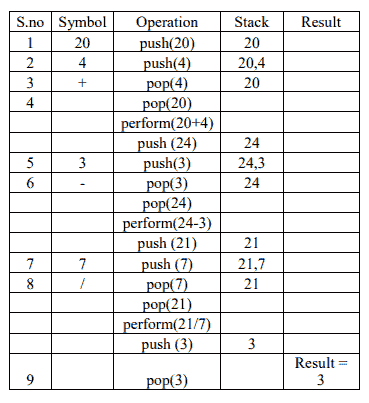 S.no Symbol Operation Stack Result
1 20 push(20) 20
2 4 push(4) 20,4
3 + pop(4) 20
4 pop(20)
perform(20+4)
push (24) 24
5 3 push(3) 24,3
6 - pop(3) 24
pop(24)
perform(24-3)
push (21) 21
7 7 push (7) 21,7
8 / pop(7) 21
pop(21)
perform(21/7)
push (3) 3
Result =
9 pop(3) 3